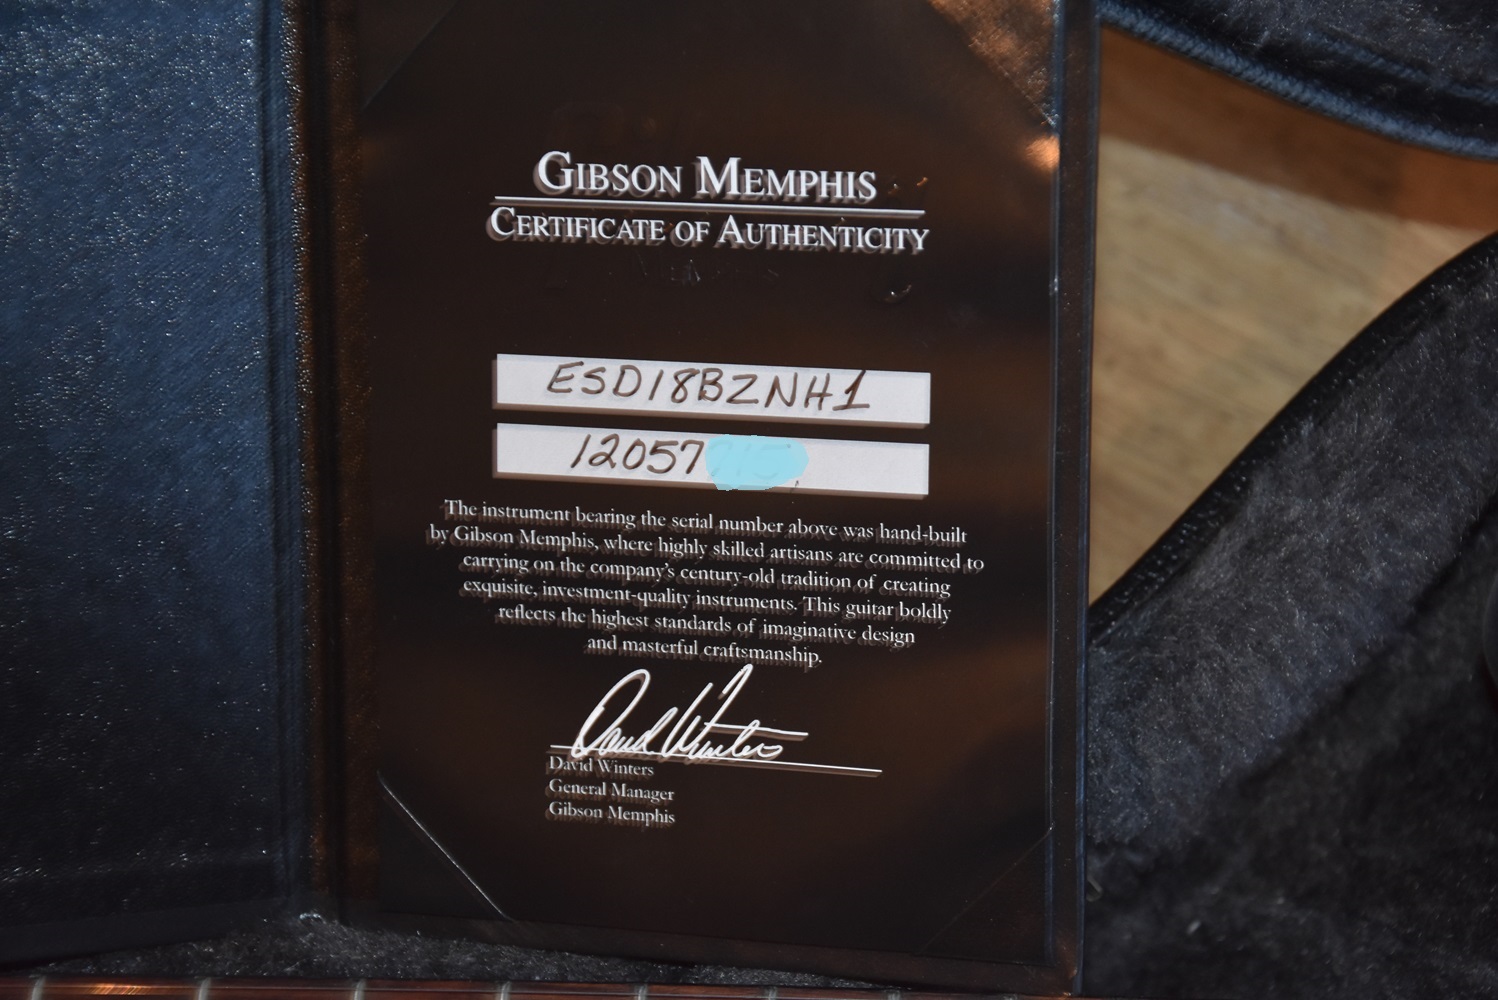 GIBSON MEMPHIS
CERTIFICATE OF AUTHENTICITY
ESD18BZNH1
12057
The instrument bearing the serial number above was hand-built
by Gibson Memphis, where highly skilled artisans are committed to
carrying on the company's century-old tradition of creating
exquisite, investment-quality instruments. This guitar boldly
reflects the highest standards of imaginative design
and masterful craftsmanship.
David Winters
David Winters
General Manager
Gibson Memphis